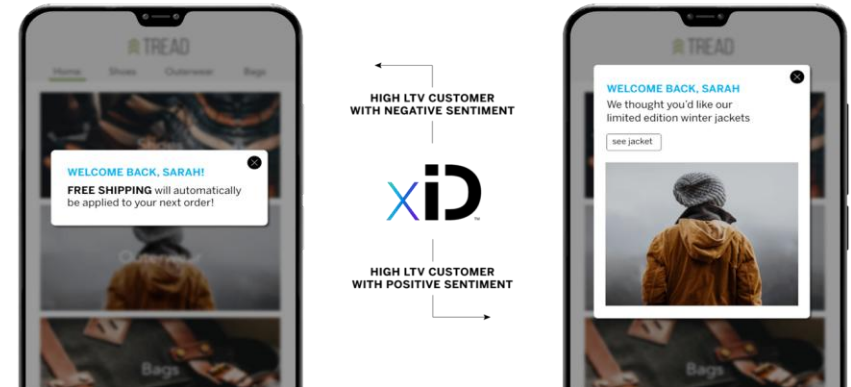 TREAD
Home Shoes Outerwear Bags
WELCOME BACK, SARAH!
FREE SHIPPING will automatically
be applied to your next order!
Outerwear
Bags
HIGH LTV CUSTOMER
WITH NEGATIVE SENTIMENT
xiD™
HIGH LTV CUSTOMER
WITH POSITIVE SENTIMENT
TREAD
WELCOME BACK, SARAH
We thought you'd like our
limited edition winter jackets
see jacket
Bags